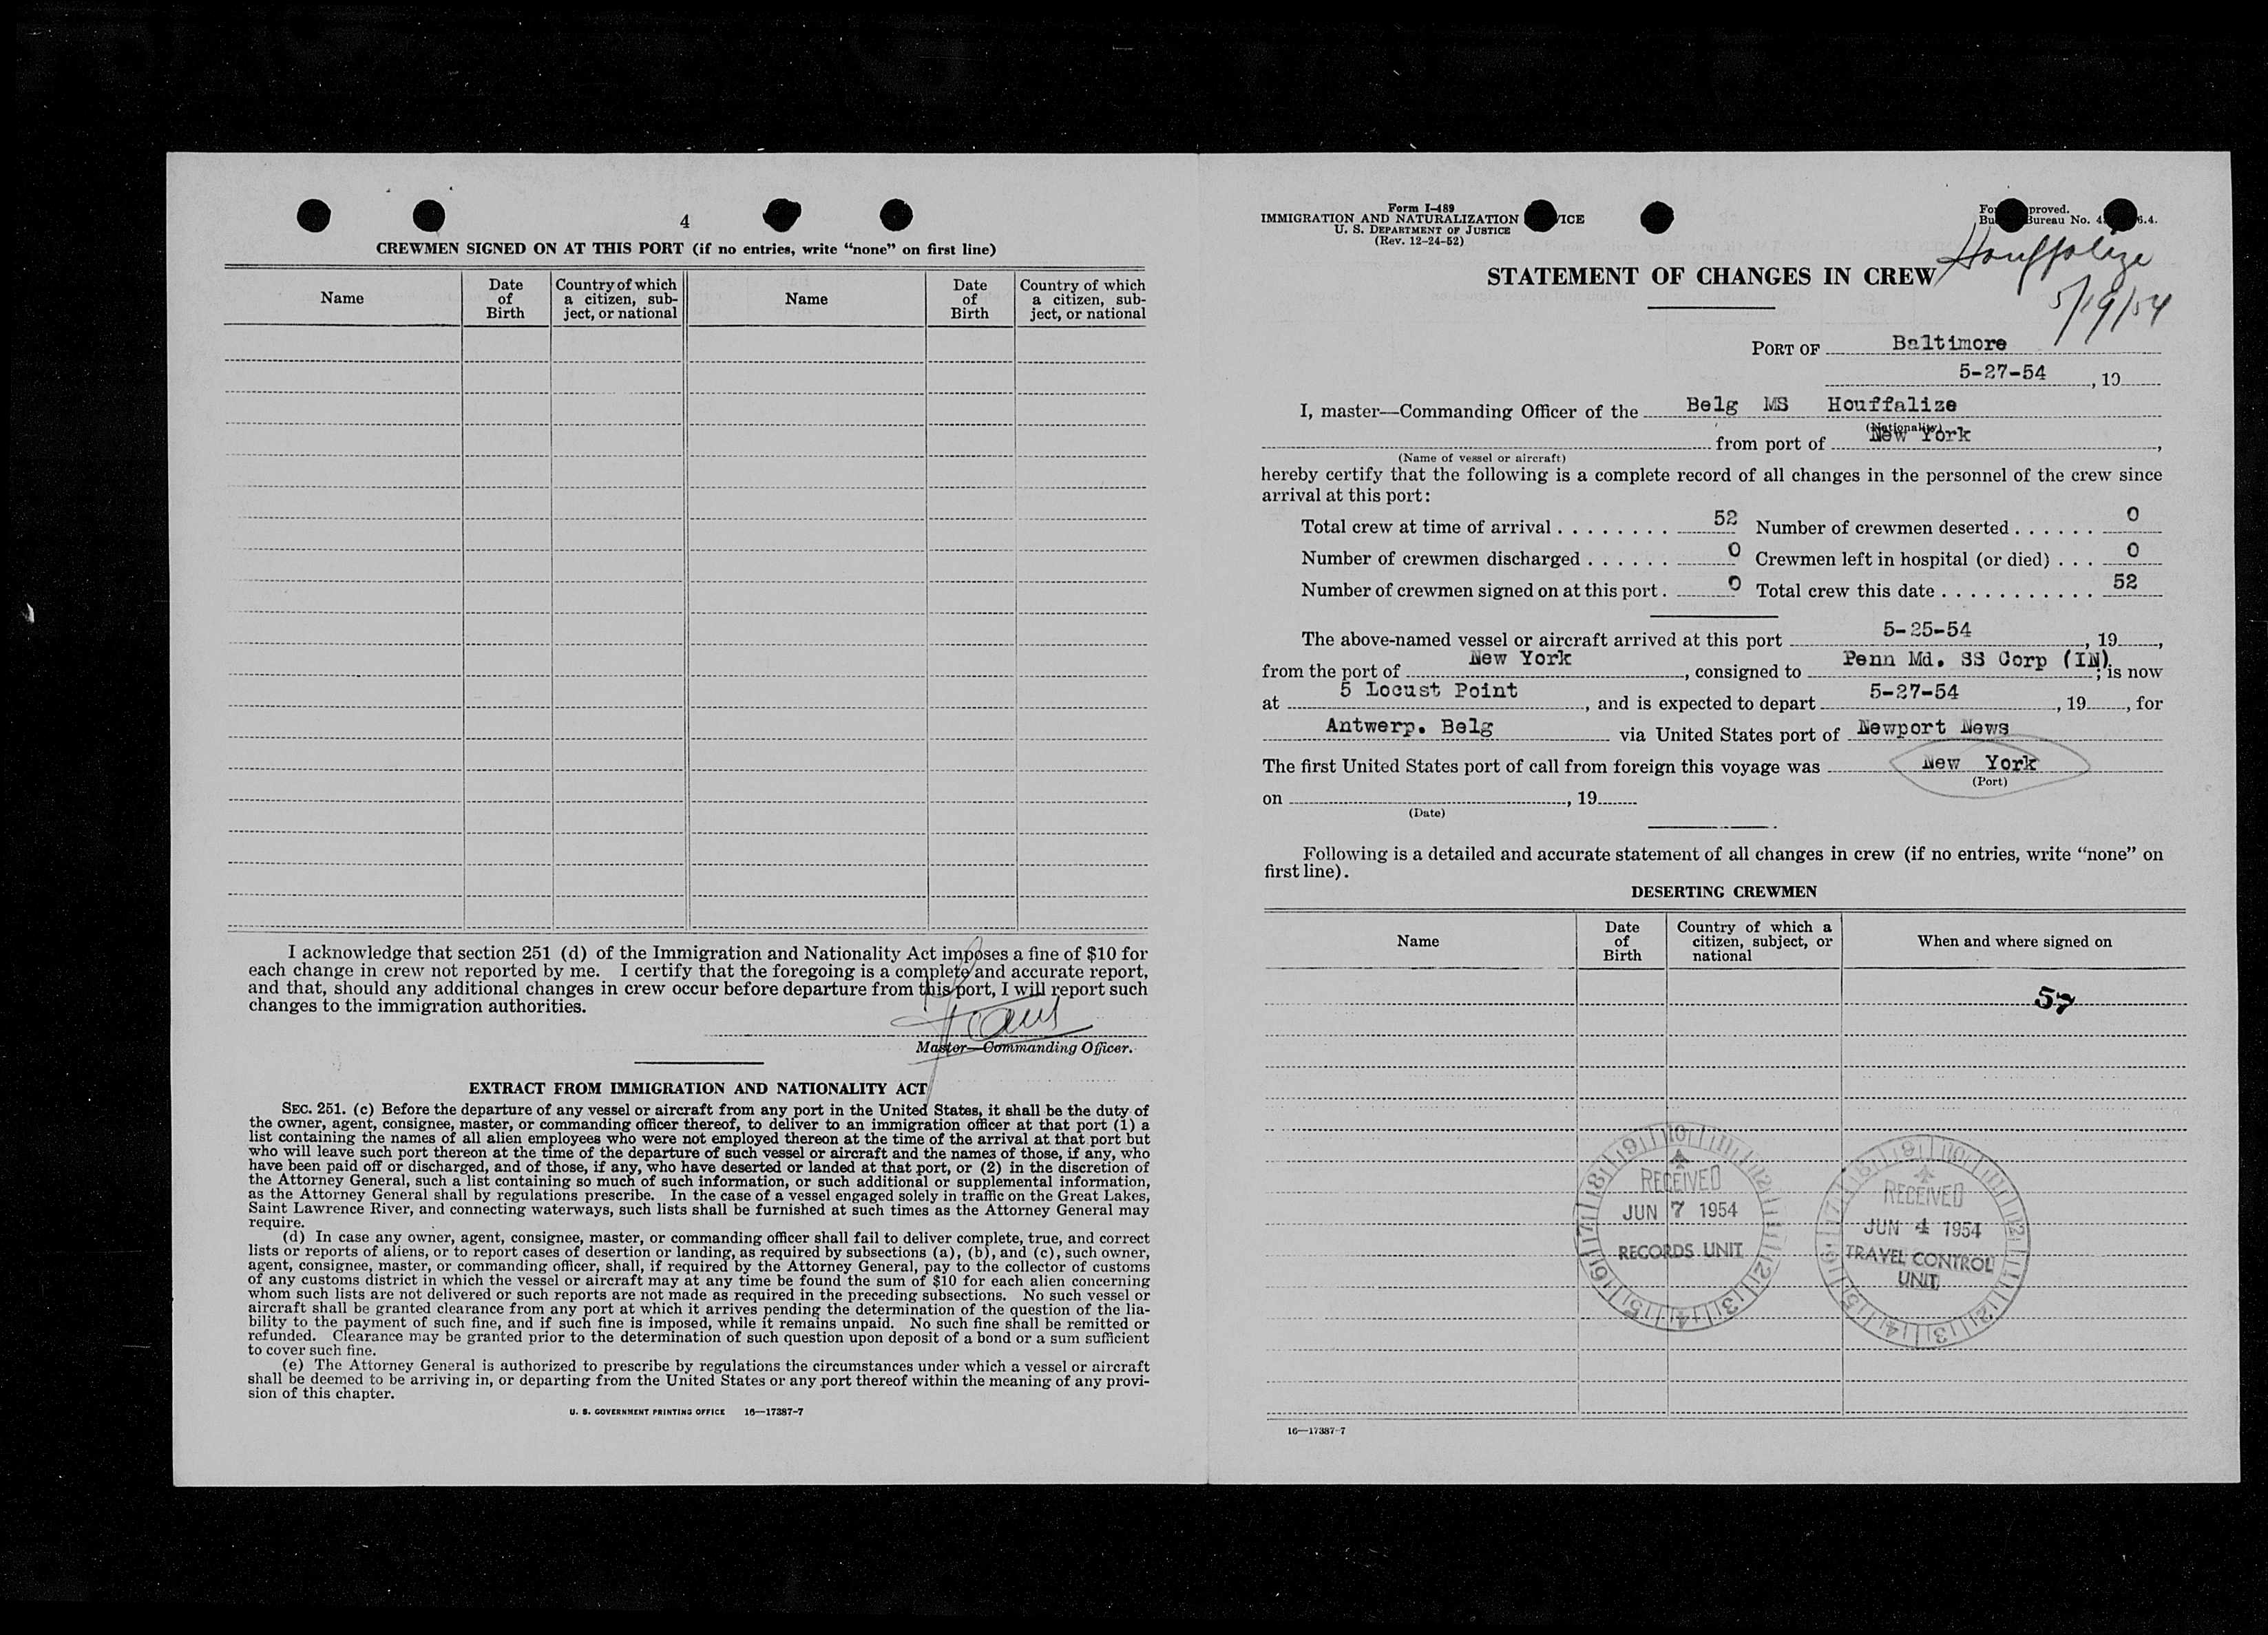 4
CREWMEN SIGNED ON AT THIS PORT (if no entries, write “none” on first line)
Name
Date of Birth
Country of which a citizen, sub-ject, or national
Name
Date of Birth
Country of which a citizen, sub-ject, or national
I acknowledge that section 251 (d) of the Immigration and Nationality Act imposes a fine of $10 for
each change in crew not reported by me. I certify that the foregoing is a complete and accurate report,
and that, should any additional changes in crew occur before departure from this port, I will report such
changes to the immigration authorities.
Master—Commanding Officer.
EXTRACT FROM IMMIGRATION AND NATIONALITY ACT
SEC. 251. (c) Before the departure of any vessel or aircraft from any port in the United States, it shall be the duty of
the owner, agent, consignee, master, or commanding officer thereof, to deliver to an immigration officer at that port (1) a
list containing the names of all alien employees who were not employed thereon at the time of the arrival at that port but
who will leave such port thereon at the time of the departure of such vessel or aircraft and the names of those, if any, who
have been paid off or discharged, and of those, if any, who have deserted or landed at that port, or (2) in the discretion of
the Attorney General, such a list containing so much of such information, or such additional or supplemental information,
as the Attorney General shall by regulations prescribe. In the case of a vessel engaged solely in traffic on the Great Lakes,
Saint Lawrence River, and connecting waterways, such lists shall be furnished at such times as the Attorney General may
require.
(d) In case any owner, agent, consignee, master, or commanding officer shall fail to deliver complete, true, and correct
lists or reports of aliens, or to report cases of desertion or landing, as required by subsections (a), (b), and (c), such owner,
agent, consignee, master, or commanding officer, shall, if required by the Attorney General, pay to the collector of customs
of any customs district in which the vessel or aircraft may at any time be found the sum of $10 for each alien concerning
whom such lists are not delivered or such reports are not made as required in the preceding subsections. No such vessel or
aircraft shall be granted clearance from any port at which it arrives pending the determination of the question of the lia-
bility to the payment of such fine, and if such fine is imposed, while it remains unpaid. No such fine shall be remitted or
refunded. Clearance may be granted prior to the determination of such question upon deposit of a bond or a sum sufficient
to cover such fine.
(e) The Attorney General is authorized to prescribe by regulations the circumstances under which a vessel or aircraft
shall be deemed to be arriving in, or departing from the United States or any port thereof within the meaning of any provi-
sion of this chapter.
U. S. GOVERNMENT PRINTING OFFICE 16—17387-7
Form I-489
IMMIGRATION AND NATURALIZATION
U. S. DEPARTMENT OF JUSTICE
(Rev. 12-24-52)
Bureau No.
Houffalize
5/19/54
STATEMENT OF CHANGES IN CREW
PORT OF Baltimore
5-27-54, 19
I, master—Commanding Officer of the Belg MS Houffalize
(Nationality)
from port of New York,
(Name of vessel or aircraft)
hereby certify that the following is a complete record of all changes in the personnel of the crew since
arrival at this port:
Total crew at time of arrival . . . . . . . . 52 Number of crewmen deserted . . . . . . 0
Number of crewmen discharged . . . . . . 0 Crewmen left in hospital (or died) . . . 0
Number of crewmen signed on at this port . 0 Total crew this date . . . . . . . . . . . 52
The above-named vessel or aircraft arrived at this port 5-25-54, 19,
from the port of New York, consigned to Penn Md. SS Corp (IN); is now
at 5 Locust Point, and is expected to depart 5-27-54, 19, for
Antwerp. Belg via United States port of Newport News
The first United States port of call from foreign this voyage was New York
(Port)
on , 19
(Date)
Following is a detailed and accurate statement of all changes in crew (if no entries, write “none” on
first line).
DESERTING CREWMEN
Name
Date of Birth
Country of which a citizen, subject, or national
When and where signed on
57
RECEIVED
JUN 7 1954
RECORDS UNIT
RECEIVED
JUN 4 1954
TRAVEL CONTROL
UNIT
16—17387-7